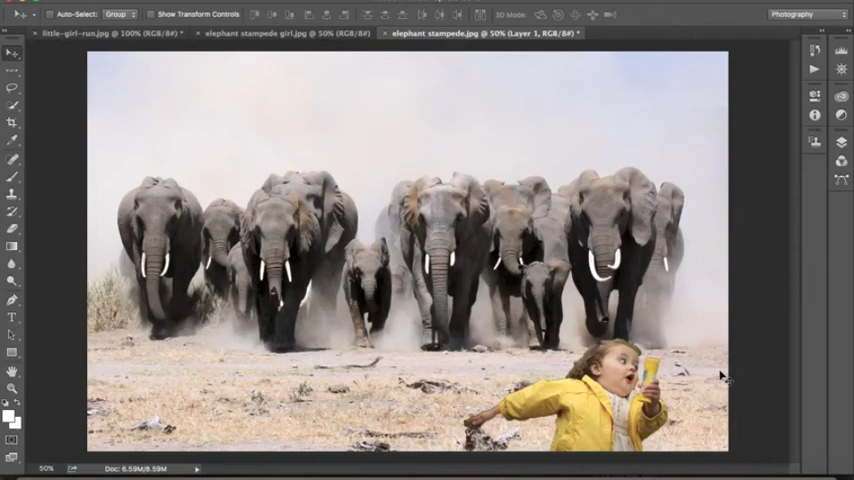 Auto-Select: Group Show Transform Controls 3D Mode: Photography
× little-girl-run.jpg @ 100% (RGB/8#) * × elephant stampede girl.jpg @ 50% (RGB/8#) × elephant stampede.jpg @ 50% (Layer 1, RGB/8#) *
T
50% Doc: 6.59M/8.59M